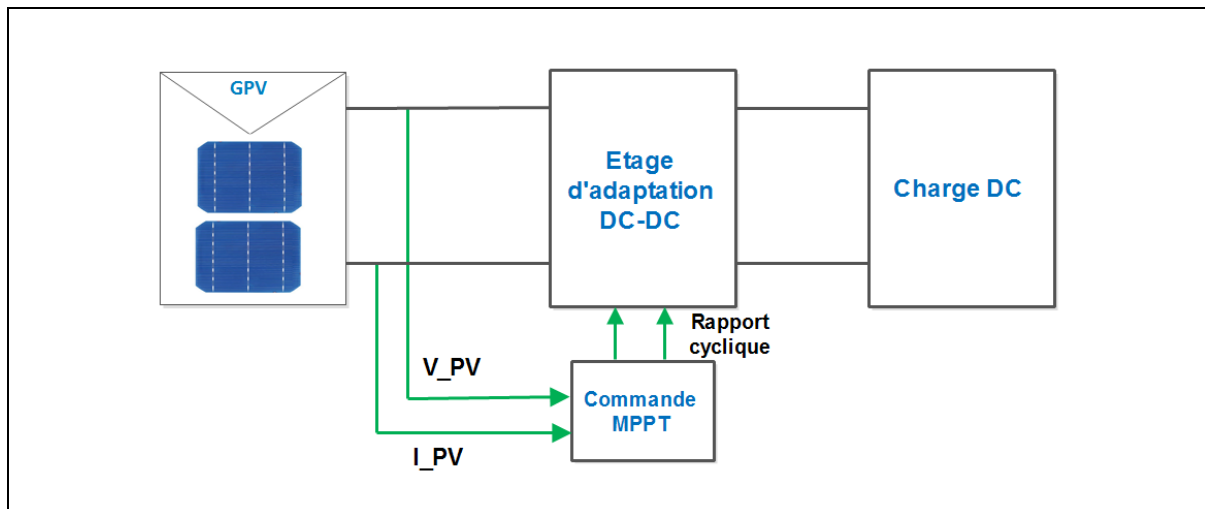 GPV
Etage
d'adaptation
DC-DC
Charge DC
Rapport
cyclique
V_PV
Commande
MPPT
I_PV